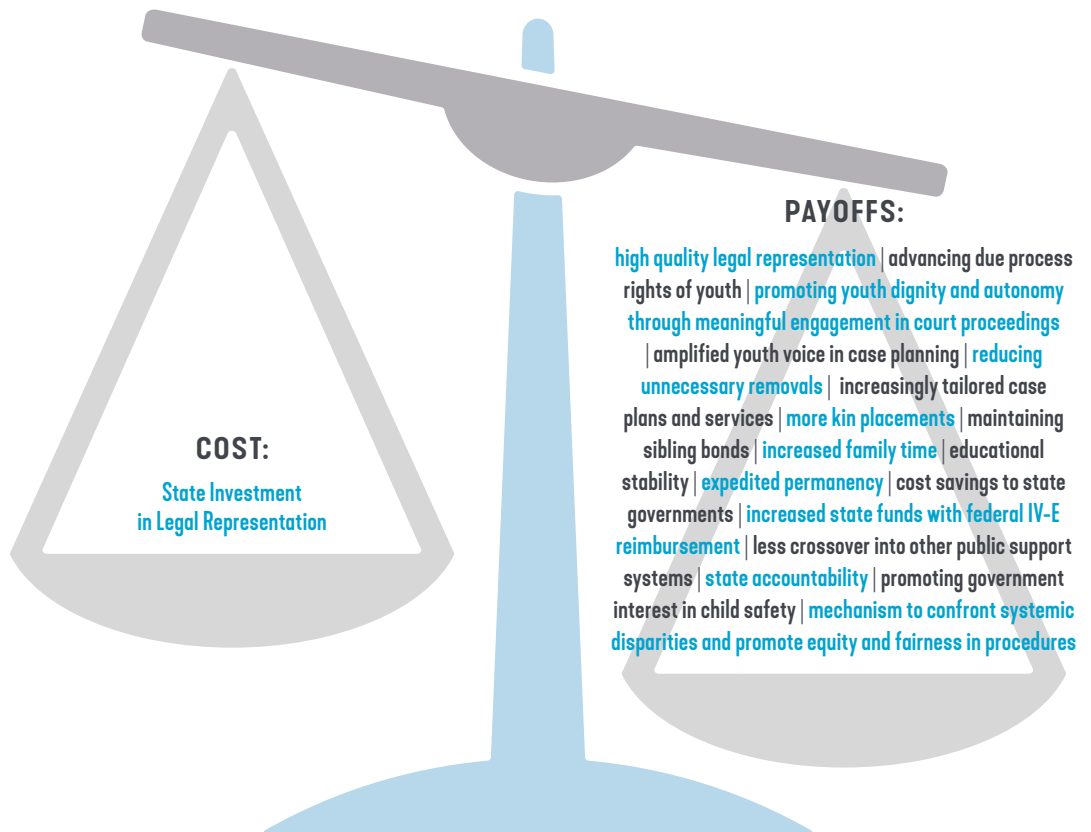 PAYOFFS:
high quality legal representation | advancing due process
rights of youth | promoting youth dignity and autonomy
through meaningful engagement in court proceedings
| amplified youth voice in case planning | reducing
unnecessary removals | increasingly tailored case
plans and services | more kin placements | maintaining
sibling bonds | increased family time | educational
stability | expedited permanency | cost savings to state
governments | increased state funds with federal IV-E
reimbursement | less crossover into other public support
systems | state accountability | promoting government
interest in child safety | mechanism to confront systemic
disparities and promote equity and fairness in procedures
COST:
State Investment
in Legal Representation